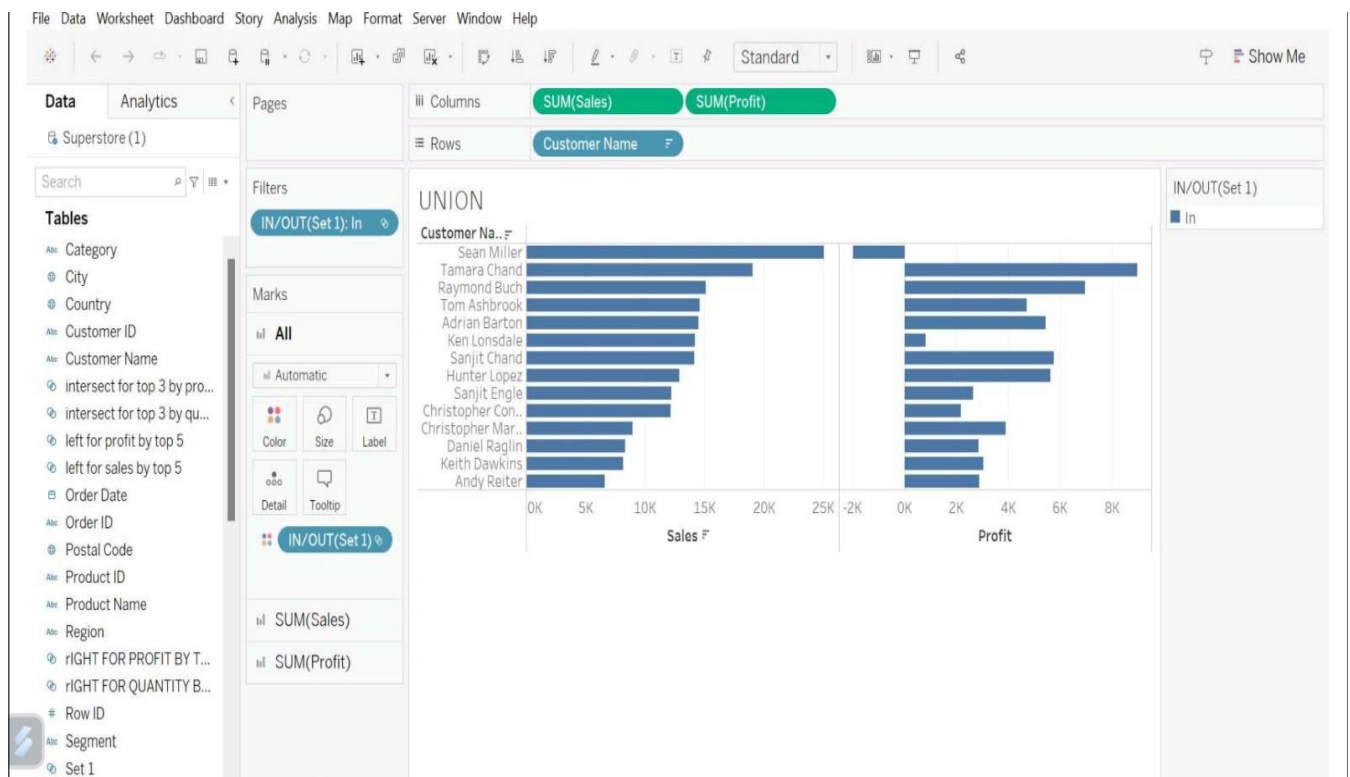 File Data Worksheet Dashboard Story Analysis Map Format Server Window Help
Standard
Show Me
Data Analytics
Superstore (1)
Search
Tables
Abc Category
City
Country
Abc Customer ID
Abc Customer Name
intersect for top 3 by pro...
intersect for top 3 by qu...
left for profit by top 5
left for sales by top 5
Order Date
Abc Order ID
Postal Code
Abc Product ID
Abc Product Name
Abc Region
rIGHT FOR PROFIT BY T...
rIGHT FOR QUANTITY B...
# Row ID
Abc Segment
Set 1
Pages
Filters
IN/OUT(Set 1): In
Marks
All
Automatic
Color Size Label
T
Detail Tooltip
IN/OUT(Set 1)
SUM(Sales)
SUM(Profit)
Columns SUM(Sales) SUM(Profit)
Rows Customer Name
UNION
Customer Na..
Sean Miller
Tamara Chand
Raymond Buch
Tom Ashbrook
Adrian Barton
Ken Lonsdale
Sanjit Chand
Hunter Lopez
Sanjit Engle
Christopher Con..
Christopher Mar..
Daniel Raglin
Keith Dawkins
Andy Reiter
0K 5K 10K 15K 20K 25K -2K 0K 2K 4K 6K 8K
Sales Profit
IN/OUT(Set 1)
In